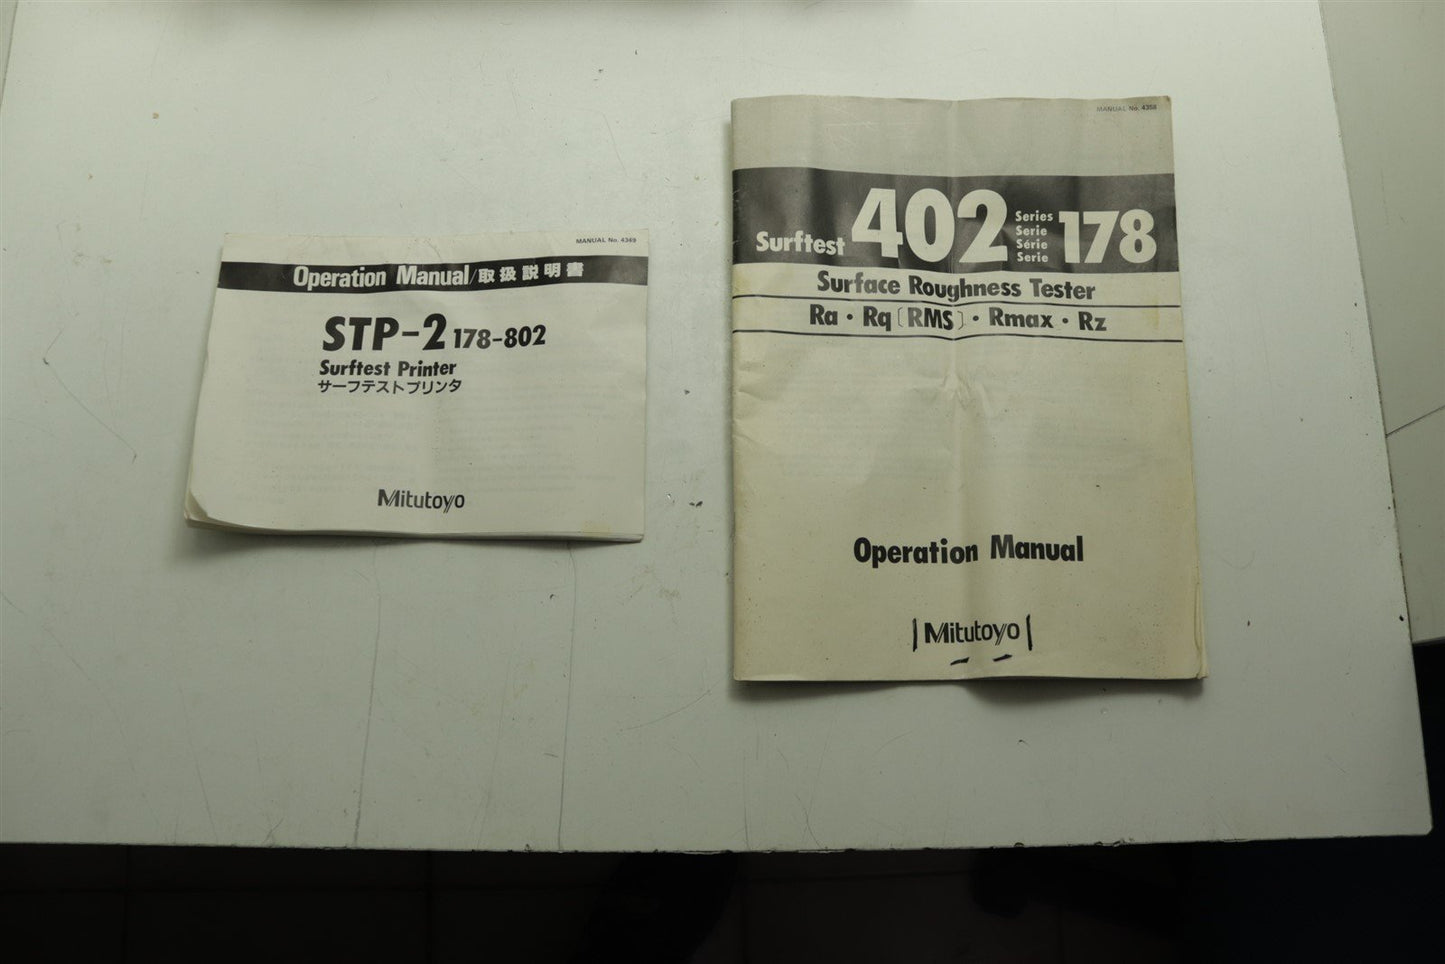 MANUAL No. 4349
Operation Manual/取扱説明書
STP-2 178-802
Surftest Printer
サーフテストプリンタ
Mitutoyo
MANUAL No. 4358
Surftest 402 Series 178
Serie
Série
Serie
Surface Roughness Tester
Ra・Rq〔RMS〕・Rmax・Rz
Operation Manual
Mitutoyo